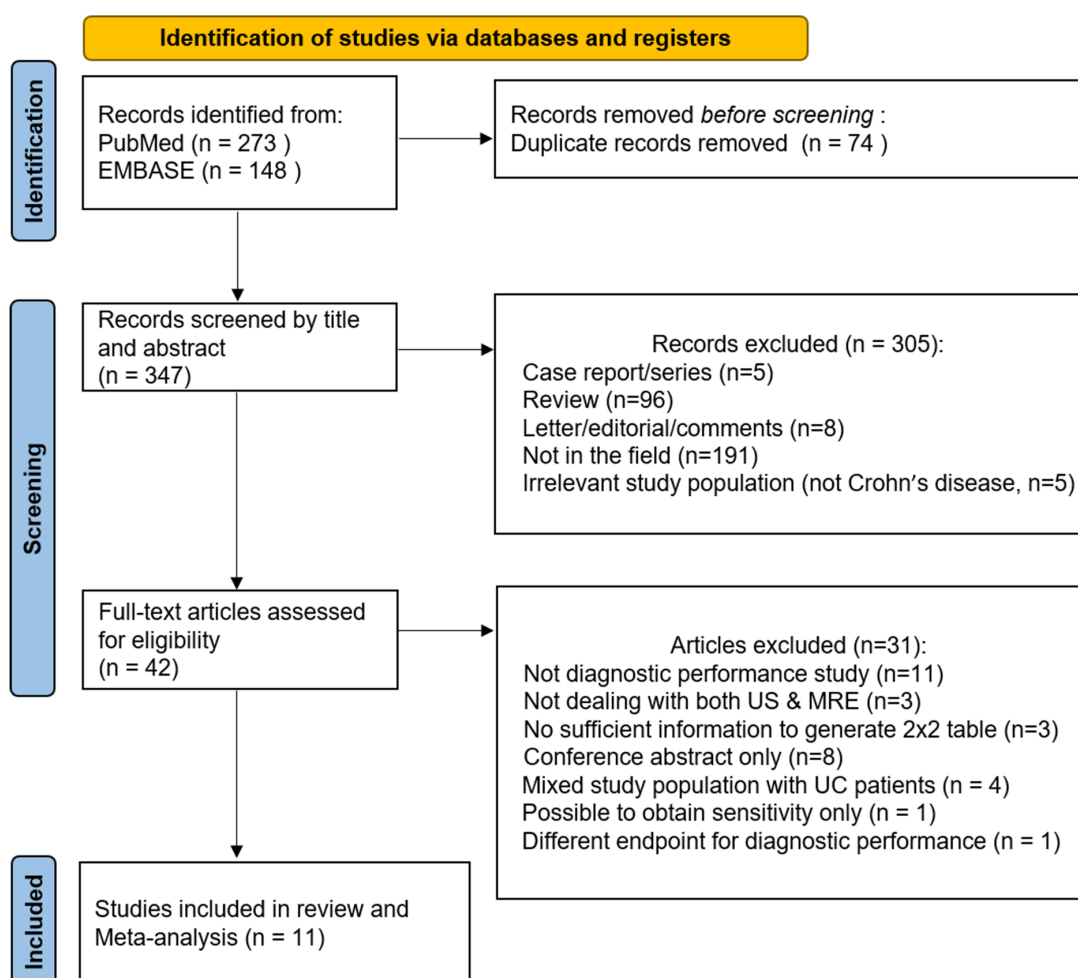 Identification of studies via databases and registers
Identification
Records identified from:
PubMed (n = 273 )
EMBASE (n = 148 )
Records removed before screening :
Duplicate records removed (n = 74 )
Screening
Records screened by title
and abstract
(n = 347)
Records excluded (n = 305):
Case report/series (n=5)
Review (n=96)
Letter/editorial/comments (n=8)
Not in the field (n=191)
Irrelevant study population (not Crohn’s disease, n=5)
Full-text articles assessed
for eligibility
(n = 42)
Articles excluded (n=31):
Not diagnostic performance study (n=11)
Not dealing with both US & MRE (n=3)
No sufficient information to generate 2x2 table (n=3)
Conference abstract only (n=8)
Mixed study population with UC patients (n = 4)
Possible to obtain sensitivity only (n = 1)
Different endpoint for diagnostic performance (n = 1)
Included
Studies included in review and
Meta-analysis (n = 11)